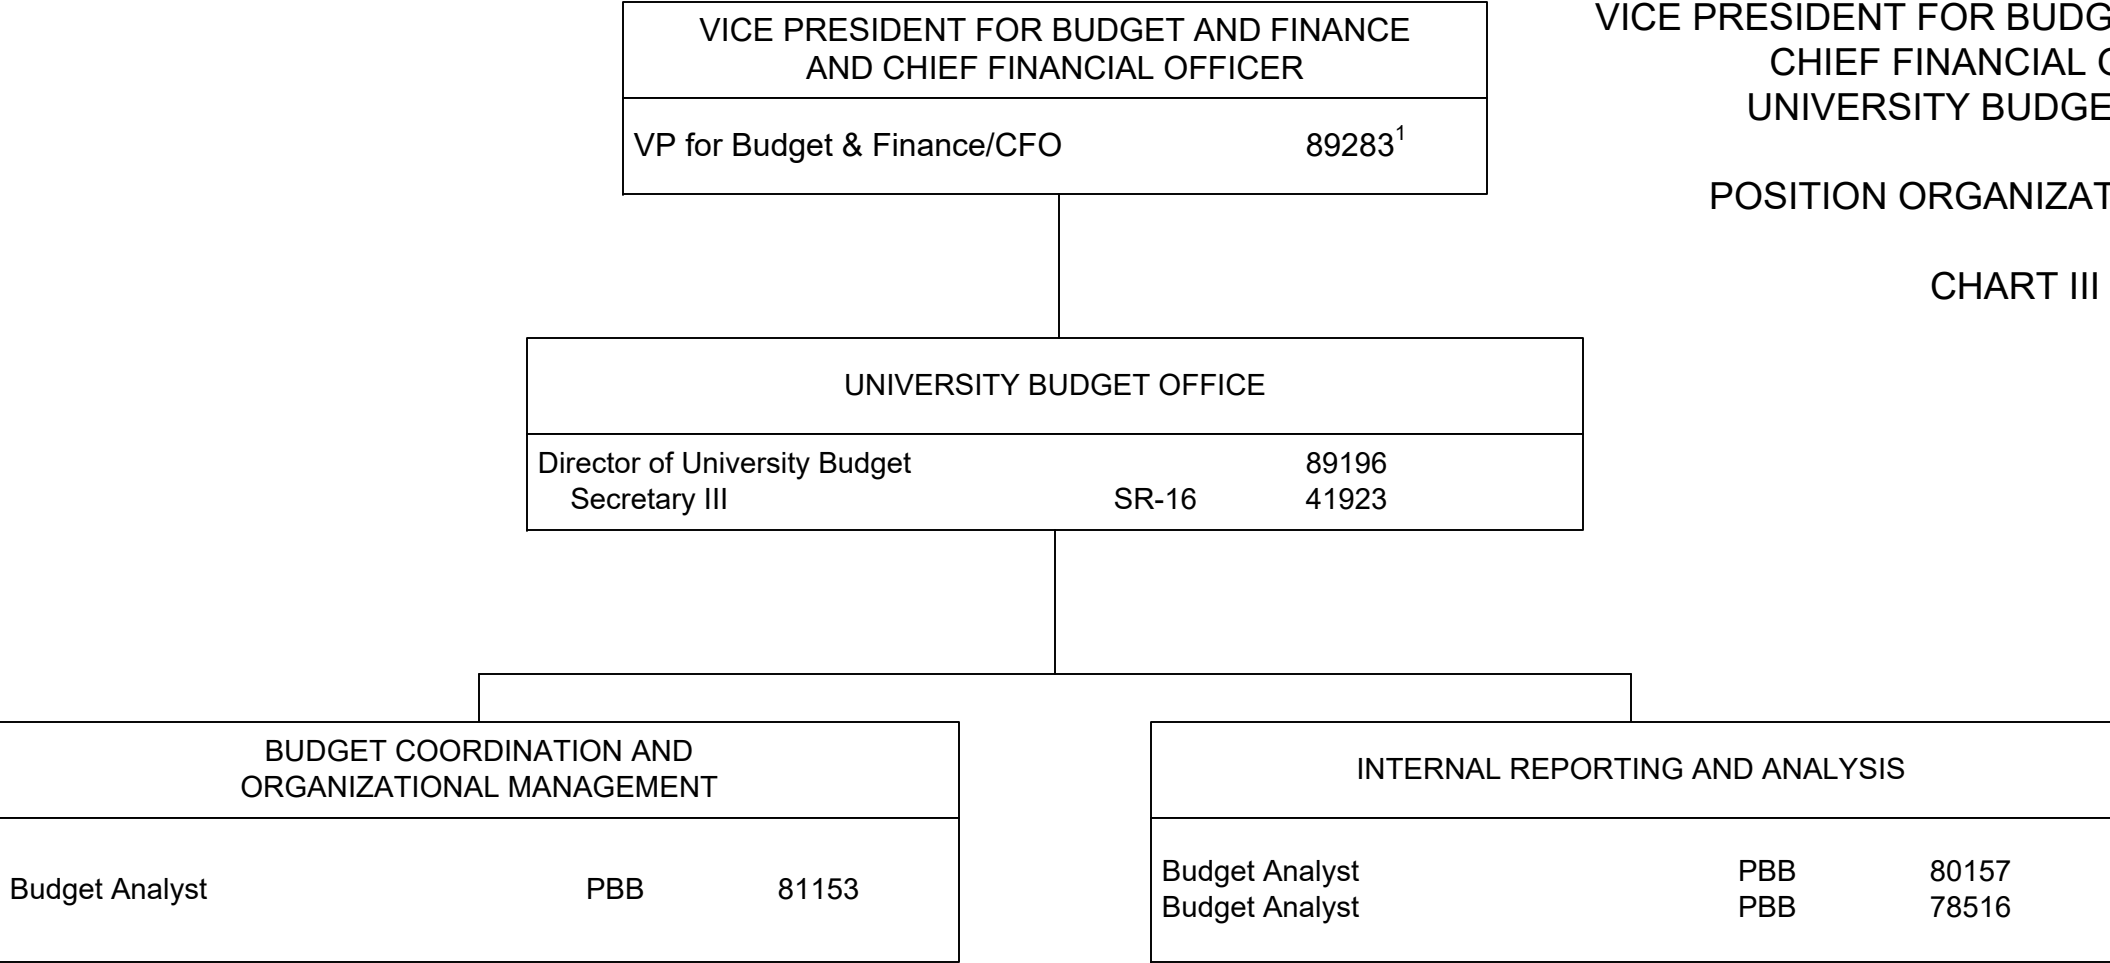 VICE PRESIDENT FOR BUDGET AND FINANCE
AND CHIEF FINANCIAL OFFICER
VP for Budget & Finance/CFO 89283¹
VICE PRESIDENT FOR BUDG
CHIEF FINANCIAL
UNIVERSITY BUDGE
POSITION ORGANIZAT
CHART III
UNIVERSITY BUDGET OFFICE
Director of University Budget 89196
Secretary III SR-16 41923
BUDGET COORDINATION AND
ORGANIZATIONAL MANAGEMENT
Budget Analyst PBB 81153
INTERNAL REPORTING AND ANALYSIS
Budget Analyst PBB 80157
Budget Analyst PBB 78516